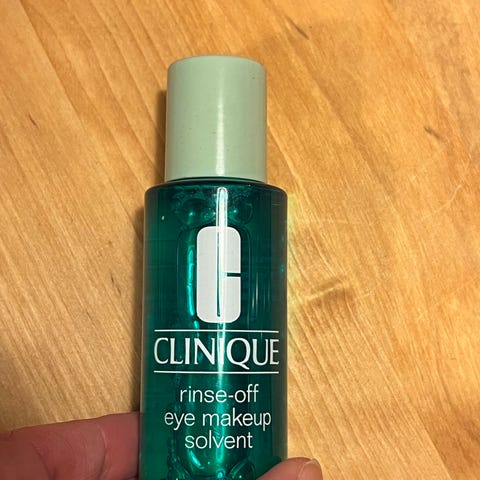 C
CLINIQUE
rinse-off
eye makeup
solvent